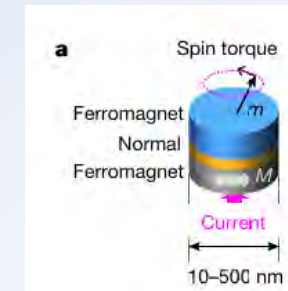 a
Spin torque
m
Ferromagnet
Normal
Ferromagnet
M
Current
10–500 nm